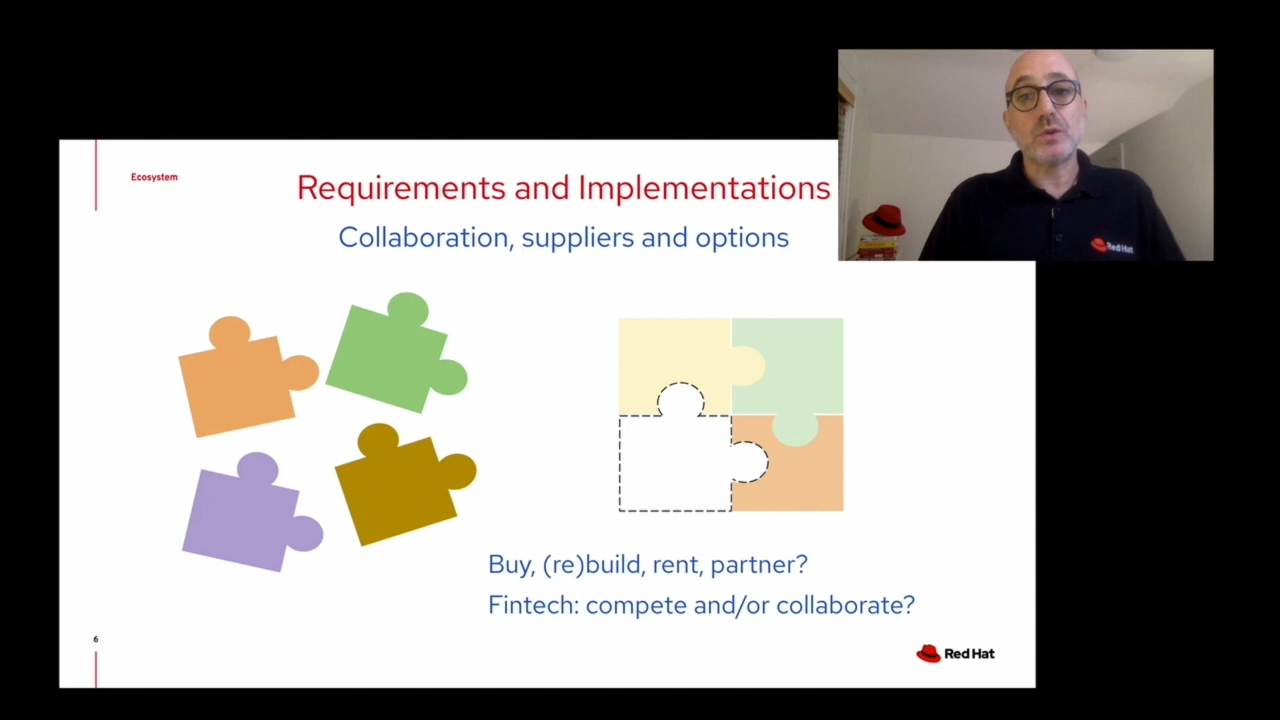 Ecosystem
Requirements and Implementations
Collaboration, suppliers and options
Red Hat
Buy, (re)build, rent, partner?
Fintech: compete and/or collaborate?
6
Red Hat